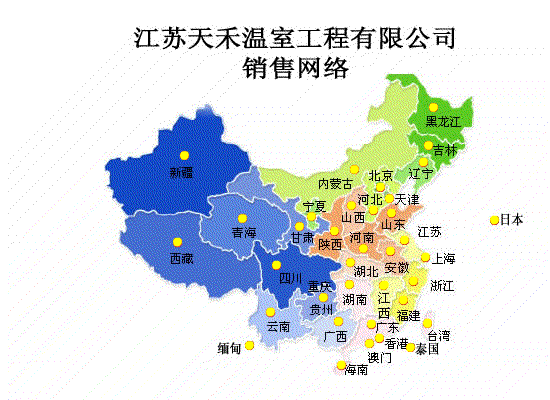 江苏天禾温室工程有限公司
销售网络
黑龙江
吉林
辽宁
内蒙古
北京
新疆
宁夏
河北
天津
山西
山东
日本
青海
甘肃
陕西
河南
江苏
西藏
安徽
上海
四川
湖北
重庆
湖南
江西
浙江
贵州
福建
云南
广西
广东
台湾
缅甸
香港
泰国
澳门
海南